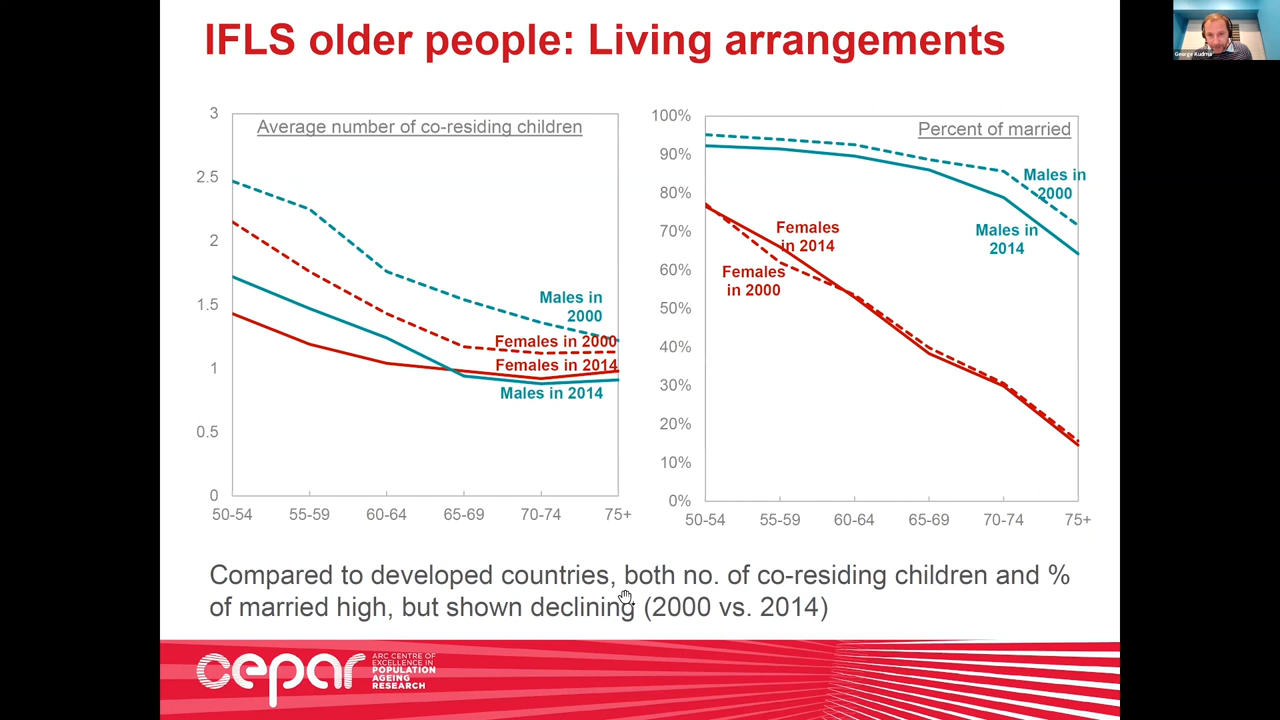 IFLS older people: Living arrangements
George Kudrna
Average number of co-residing children
3
2.5
2
1.5
1
0.5
0
Males in
2000
Females in 2000
Females in 2014
Males in 2014
50-54 55-59 60-64 65-69 70-74 75+
Percent of married
100%
90%
80%
70%
60%
50%
40%
30%
20%
10%
0%
Males in
2000
Males in
2014
Females
in 2014
Females
in 2000
50-54 55-59 60-64 65-69 70-74 75+
Compared to developed countries, both no. of co-residing children and %
of married high, but shown declining (2000 vs. 2014)
cepar
ARC CENTRE OF
EXCELLENCE IN
POPULATION
AGEING
RESEARCH